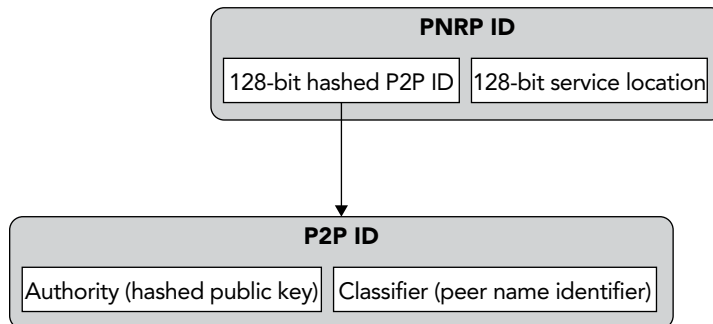 PNRP ID
128-bit hashed P2P ID
128-bit service location
P2P ID
Authority (hashed public key)
Classifier (peer name identifier)